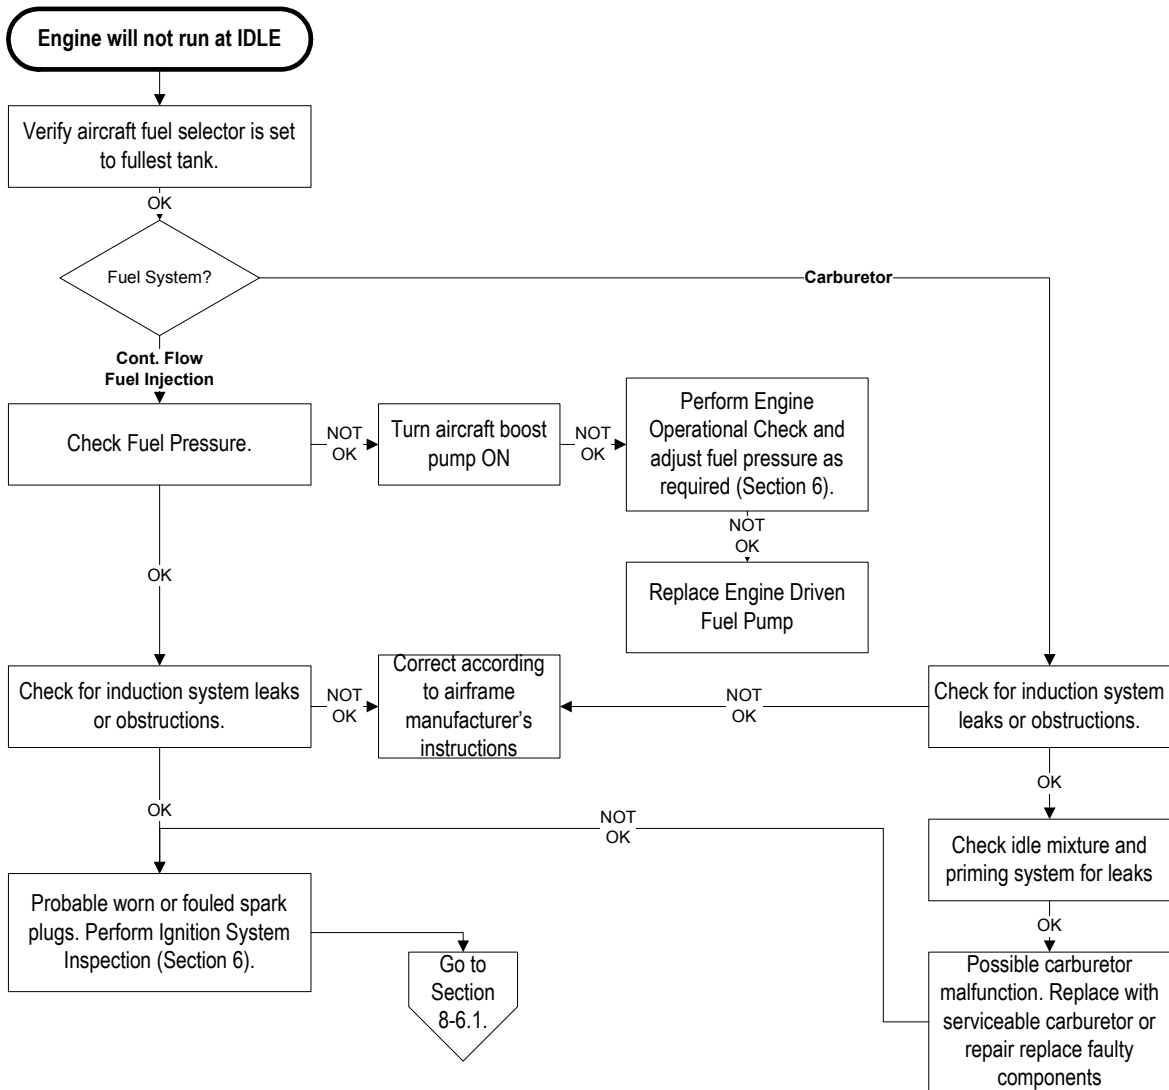 Engine will not run at IDLE
Verify aircraft fuel selector is set
to fullest tank.
OK
Fuel System?
Carburetor
Cont. Flow
Fuel Injection
Check Fuel Pressure.
NOT
OK
Turn aircraft boost
pump ON
NOT
OK
Perform Engine
Operational Check and
adjust fuel pressure as
required (Section 6).
NOT
OK
Replace Engine Driven
Fuel Pump
OK
Check for induction system leaks
or obstructions.
NOT
OK
Correct according
to airframe
manufacturer’s
instructions
NOT
OK
Check for induction system
leaks or obstructions.
OK
OK
Check idle mixture and
priming system for leaks
NOT
OK
OK
Probable worn or fouled spark
plugs. Perform Ignition System
Inspection (Section 6).
Go to
Section
8-6.1.
Possible carburetor
malfunction. Replace with
serviceable carburetor or
repair replace faulty
components